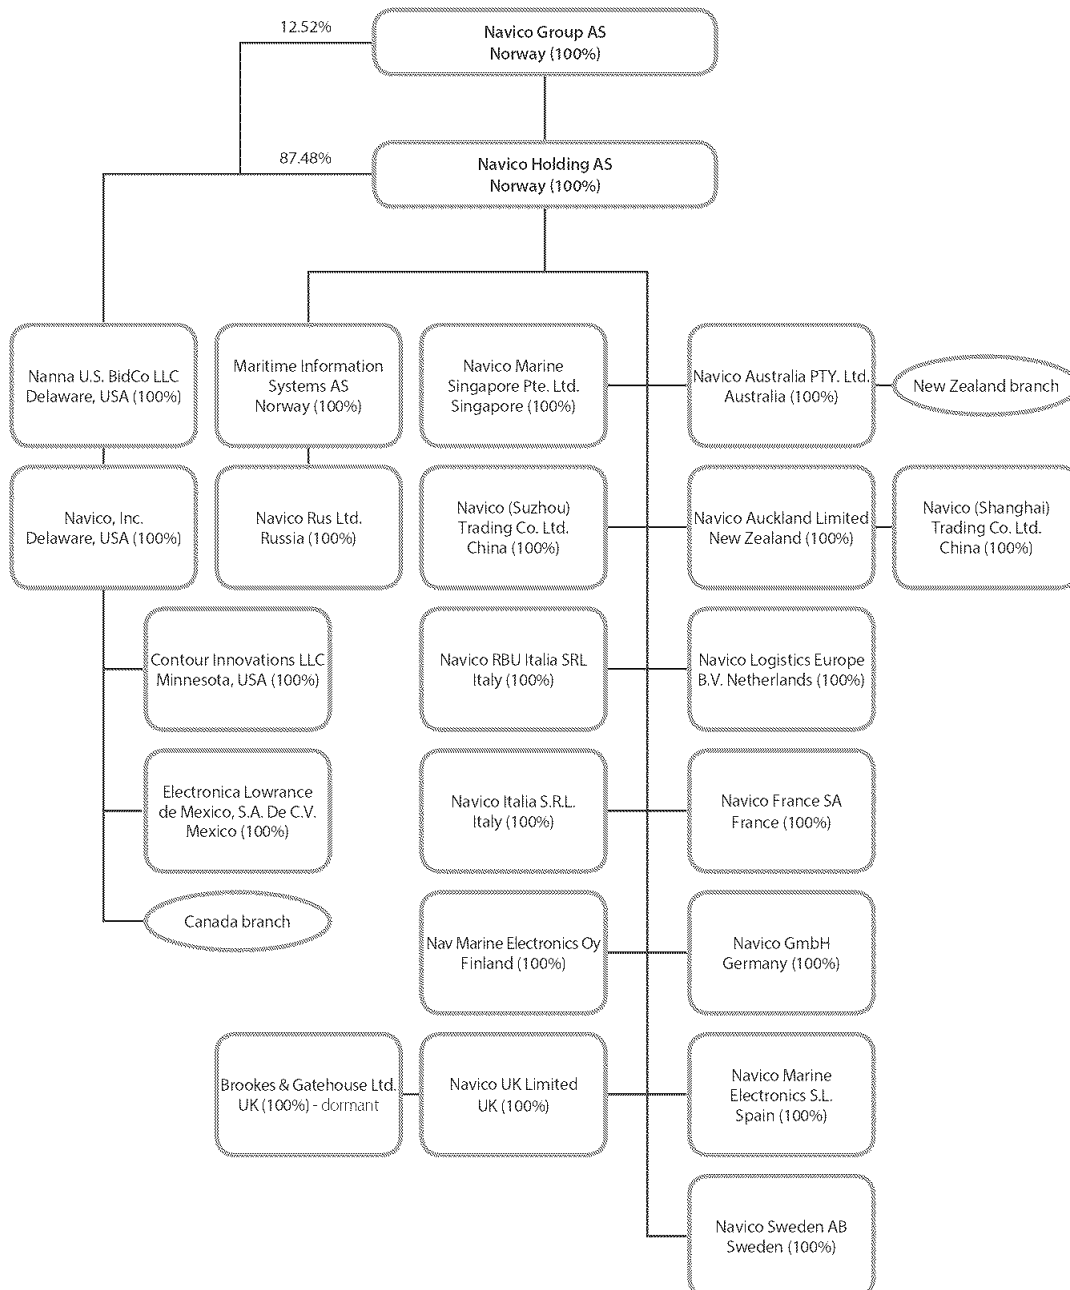 12.52%
Navico Group AS
Norway (100%)
87.48%
Navico Holding AS
Norway (100%)
Nanna U.S. BidCo LLC
Delaware, USA (100%)
Maritime Information
Systems AS
Norway (100%)
Navico Marine
Singapore Pte. Ltd.
Singapore (100%)
Navico Australia PTY. Ltd.
Australia (100%)
New Zealand branch
Navico, Inc.
Delaware, USA (100%)
Navico Rus Ltd.
Russia (100%)
Navico (Suzhou)
Trading Co. Ltd.
China (100%)
Navico Auckland Limited
New Zealand (100%)
Navico (Shanghai)
Trading Co. Ltd.
China (100%)
Contour Innovations LLC
Minnesota, USA (100%)
Navico RBU Italia SRL
Italy (100%)
Navico Logistics Europe
B.V. Netherlands (100%)
Electronica Lowrance
de Mexico, S.A. De C.V.
Mexico (100%)
Navico Italia S.R.L.
Italy (100%)
Navico France SA
France (100%)
Canada branch
Nav Marine Electronics Oy
Finland (100%)
Navico GmbH
Germany (100%)
Brookes & Gatehouse Ltd.
UK (100%) - dormant
Navico UK Limited
UK (100%)
Navico Marine
Electronics S.L.
Spain (100%)
Navico Sweden AB
Sweden (100%)